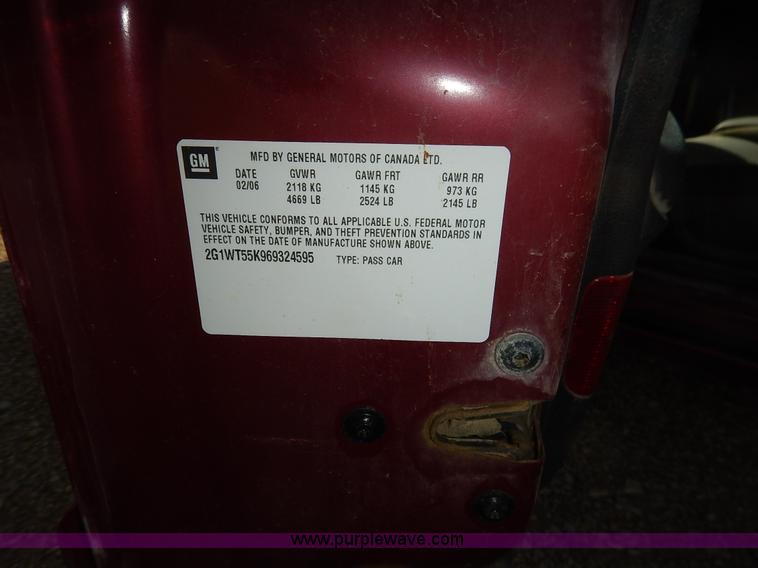 GM
MFD BY GENERAL MOTORS OF CANADA LTD.
DATE GVWR GAWR FRT GAWR RR
02/06 2118 KG 1145 KG 973 KG
4669 LB 2524 LB 2145 LB
THIS VEHICLE CONFORMS TO ALL APPLICABLE U.S. FEDERAL MOTOR
VEHICLE SAFETY, BUMPER, AND THEFT PREVENTION STANDARDS IN
EFFECT ON THE DATE OF MANUFACTURE SHOWN ABOVE.
2G1WT55K969324595 TYPE: PASS CAR
www.purplewave.com